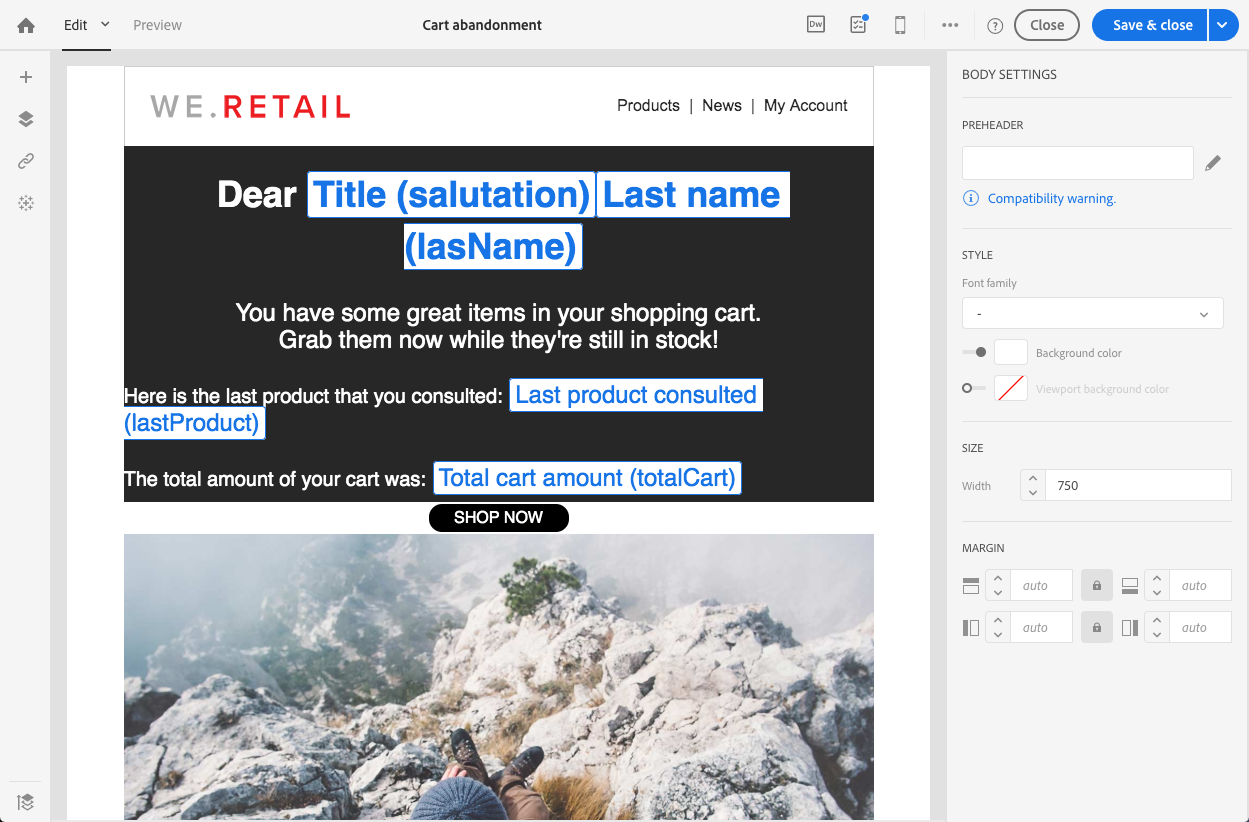 Edit Preview Cart abandonment Dw Close Save & close
WE.RETAIL Products | News | My Account
Dear Title (salutation) Last name
(lasName)
You have some great items in your shopping cart.
Grab them now while they're still in stock!
Here is the last product that you consulted: Last product consulted
(lastProduct)
The total amount of your cart was: Total cart amount (totalCart)
SHOP NOW
BODY SETTINGS
PREHEADER
Compatibility warning.
STYLE
Font family
-
Background color
Viewport background color
SIZE
Width 750
MARGIN
auto auto
auto auto